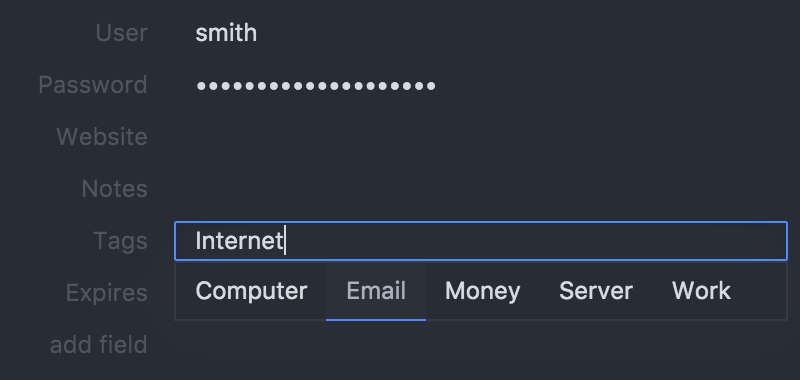 User smith
Password ••••••••••••••••••••
Website
Notes
Tags Internet
Computer Email Money Server Work
Expires
add field